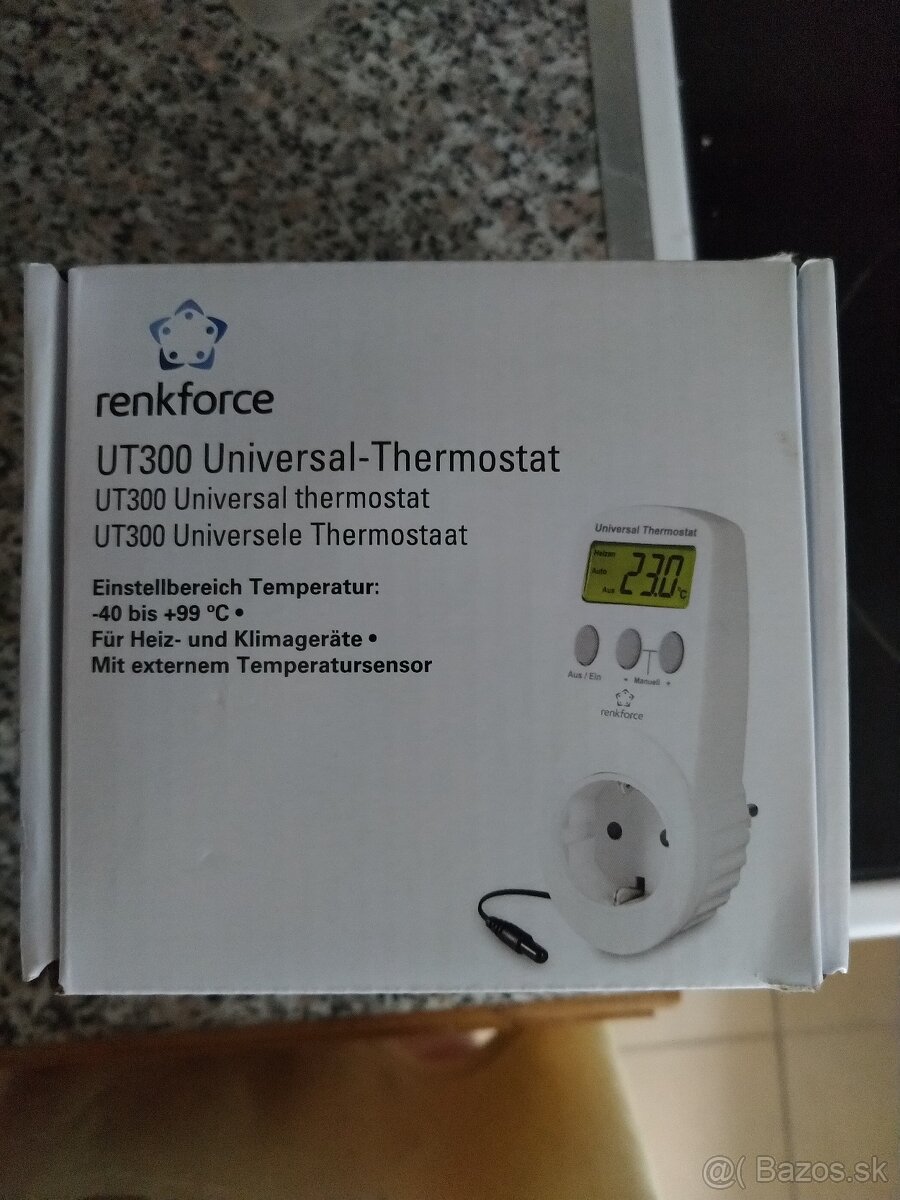 renkforce
UT300 Universal-Thermostat
UT300 Universal thermostat
UT300 Universele Thermostaat
Einstellbereich Temperatur:
-40 bis +99 ºC •
Für Heiz- und Klimageräte •
Mit externem Temperatursensor
Universal Thermostat
Heizen
Auto
Aus
23.0 °C
Aus / Ein
- Manuell +
renkforce
@( Bazos.sk